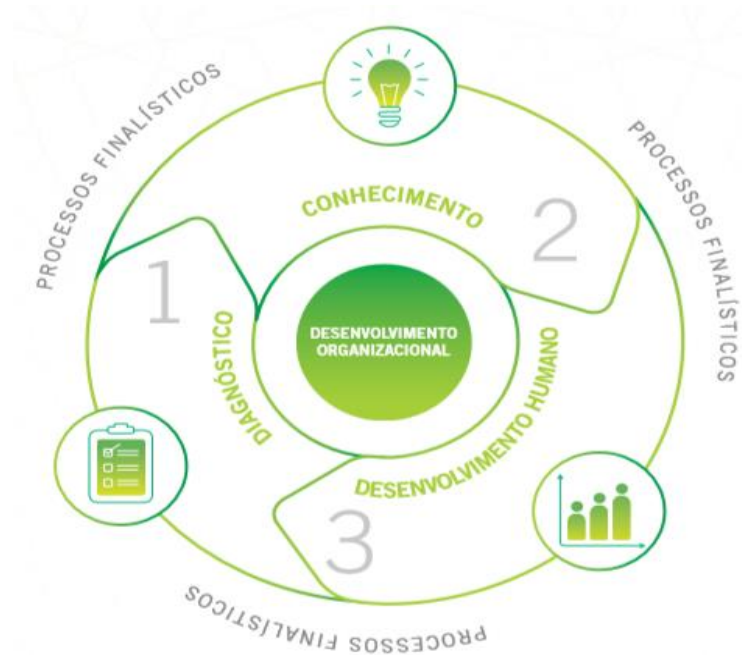 PROCESSOS FINALÍSTICOS
PROCESSOS FINALÍSTICOS
CONHECIMENTO
2
1
DESENVOLVIMENTO
ORGANIZACIONAL
DIAGNÓSTICO
DESENVOLVIMENTO HUMANO
3
PROCESSOS FINALÍSTICOS